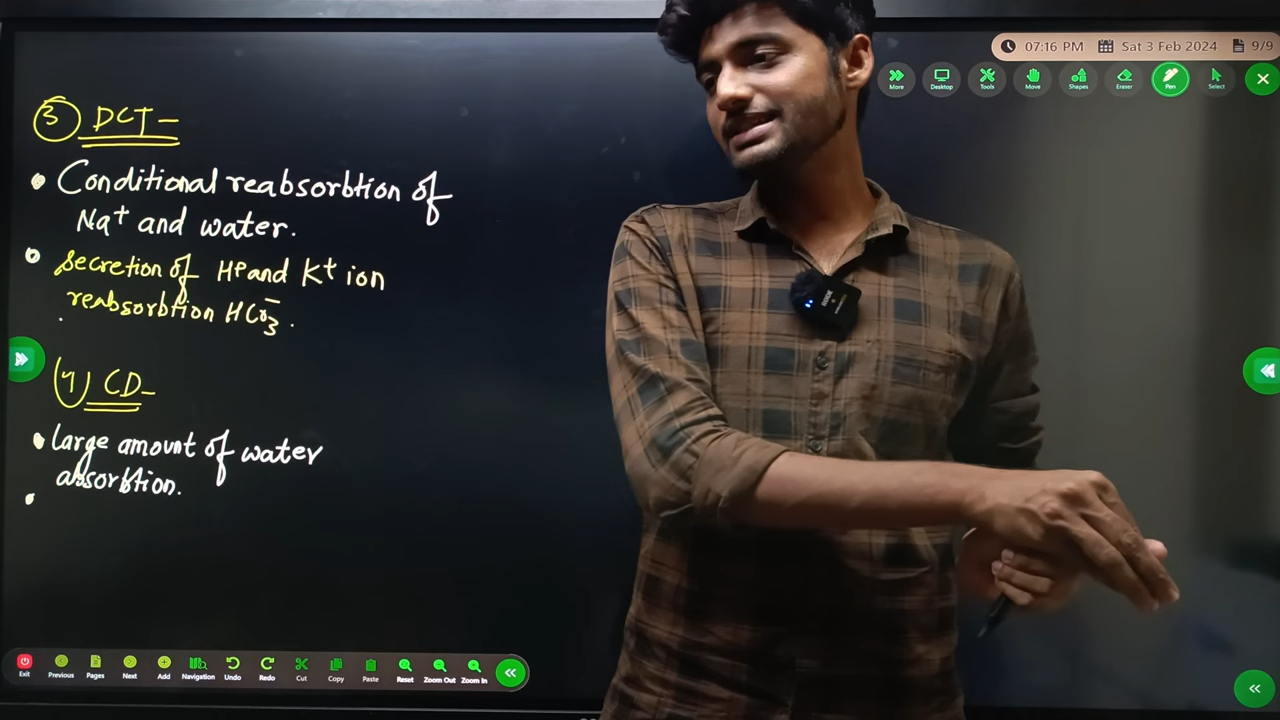 07:16 PM Sat 3 Feb 2024 9/9
More Desktop Tools Move Shapes Eraser Pen Select
③ DCT -
• Conditional reabsorbtion of
Na⁺ and water.
• Secretion of H⁺ and K⁺ ion
reabsorbtion HCO₃⁻.
(4) CD -
• large amount of water
absorbtion.
•
Exit Previous Pages Next Add Navigation Undo Redo Cut Copy Paste Reset Zoom Out Zoom In